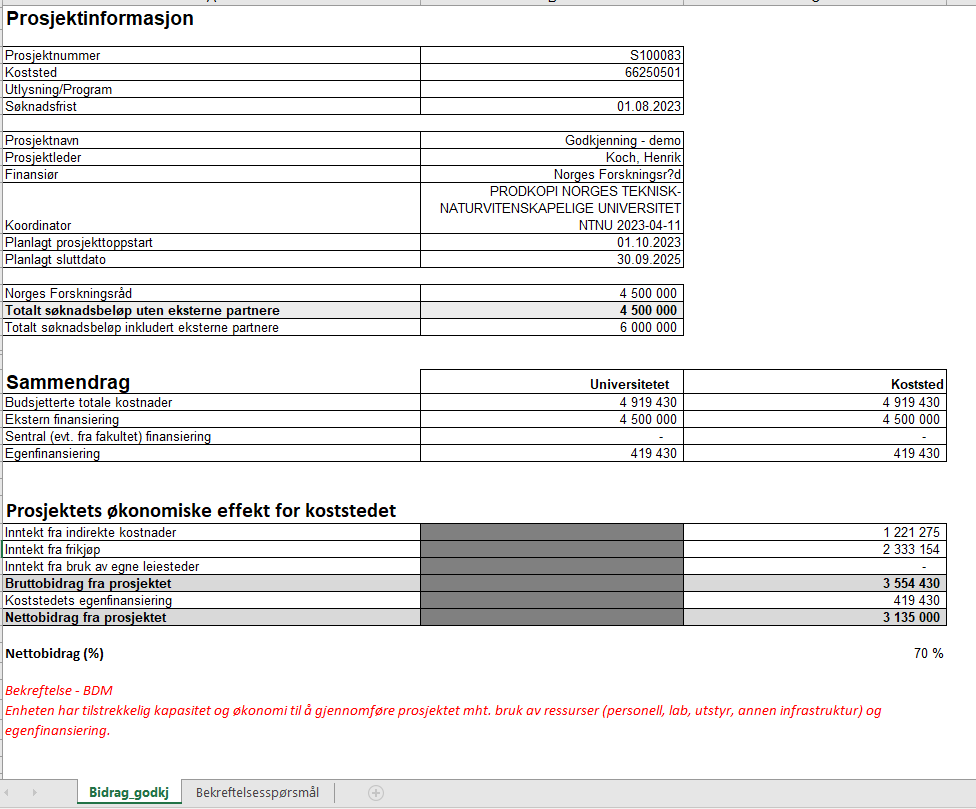 Prosjektinformasjon
Prosjektnummer S100083
Koststed 66250501
Utlysning/Program
Søknadsfrist 01.08.2023
Prosjektnavn Godkjenning - demo
Prosjektleder Koch, Henrik
Finansiør Norges Forskningsr?d
PRODKOPI NORGES TEKNISK-
NATURVITENSKAPELIGE UNIVERSITET
Koordinator NTNU 2023-04-11
Planlagt prosjekttoppstart 01.10.2023
Planlagt sluttdato 30.09.2025
Norges Forskningsråd 4 500 000
Totalt søknadsbeløp uten eksterne partnere 4 500 000
Totalt søknadsbeløp inkludert eksterne partnere 6 000 000
Sammendrag Universitetet Koststed
Budsjetterte totale kostnader 4 919 430 4 919 430
Ekstern finansiering 4 500 000 4 500 000
Sentral (evt. fra fakultet) finansiering - -
Egenfinansiering 419 430 419 430
Prosjektets økonomiske effekt for koststedet
Inntekt fra indirekte kostnader 1 221 275
Inntekt fra frikjøp 2 333 154
Inntekt fra bruk av egne leiesteder -
Bruttobidrag fra prosjektet 3 554 430
Koststedets egenfinansiering 419 430
Nettobidrag fra prosjektet 3 135 000
Nettobidrag (%) 70 %
Bekreftelse - BDM
Enheten har tilstrekkelig kapasitet og økonomi til å gjennomføre prosjektet mht. bruk av ressurser (personell, lab, utstyr, annen infrastruktur) og
egenfinansiering.
Bidrag_godkj Bekreftelsesspørsmål